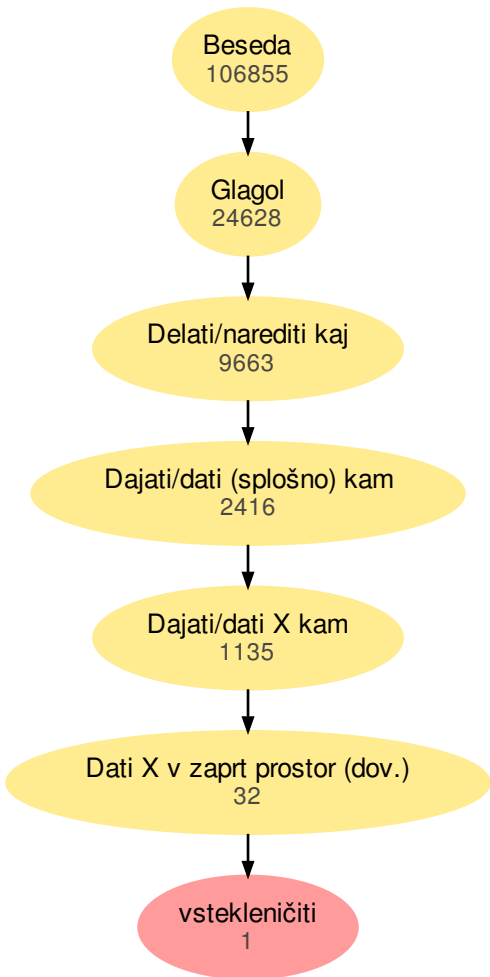 Beseda
106855
Glagol
24628
Delati/narediti kaj
9663
Dajati/dati (splošno) kam
2416
Dajati/dati X kam
1135
Dati X v zaprt prostor (dov.)
32
vstekleničiti
1